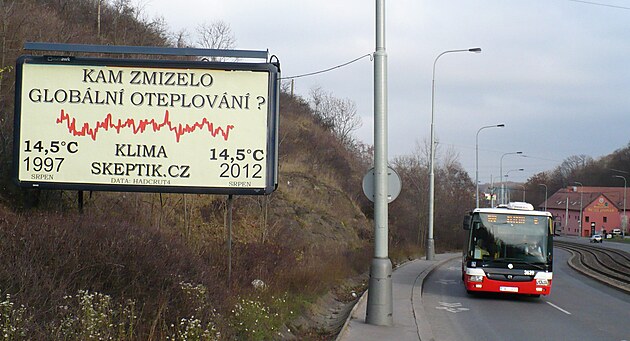 KAM ZMIZELO
GLOBÁLNÍ OTEPLOVÁNÍ ?
14,5°C KLIMA 14,5°C
1997 SKEPTIK.CZ 2012
SRPEN DATA: HADCRUT4 SRPEN